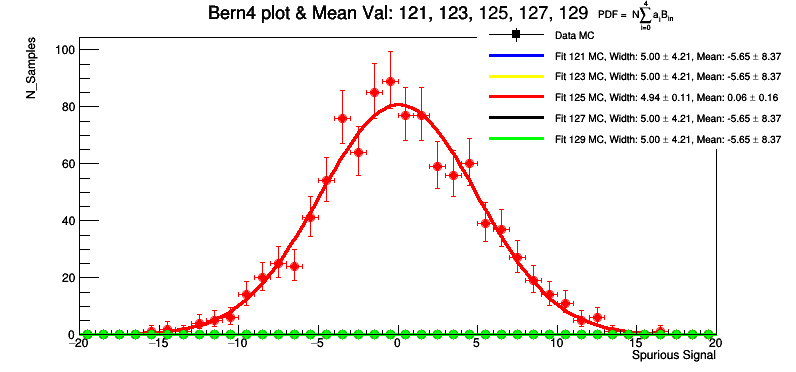 Bern4 plot & Mean Val: 121, 123, 125, 127, 129
PDF = N∑⁴ᵢ₌₀ aᵢBᵢₙ
N_Samples
Data MC
Fit 121 MC, Width: 5.00 ± 4.21, Mean: -5.65 ± 8.37
Fit 123 MC, Width: 5.00 ± 4.21, Mean: -5.65 ± 8.37
Fit 125 MC, Width: 4.94 ± 0.11, Mean: 0.06 ± 0.16
Fit 127 MC, Width: 5.00 ± 4.21, Mean: -5.65 ± 8.37
Fit 129 MC, Width: 5.00 ± 4.21, Mean: -5.65 ± 8.37
100
80
60
40
20
0
−20 −15 −10 −5 0 5 10 15 20
Spurious Signal